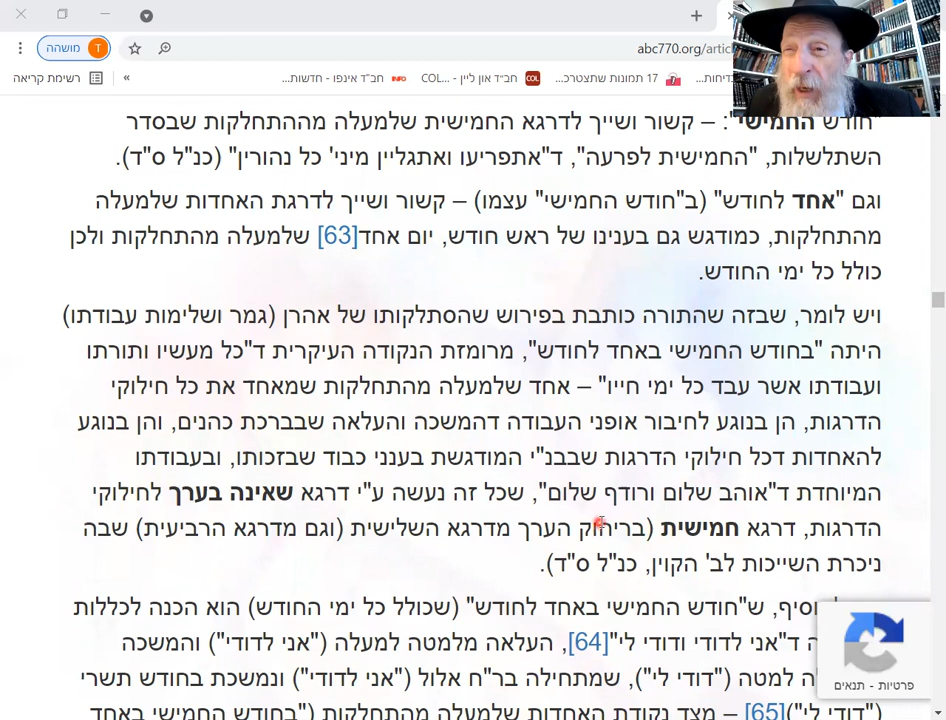 מושהה
abc770.org/artic
רשימת קריאה
»
חב"ד אינפו - חדשות...
חב"ד און ליין - COL...
17 תמונות שתצטרכ...
"חודש החמישי": – קשור ושייך לדרגא החמישית שלמעלה מההתחלקות שבסדר
השתלשלות, "החמישית לפרעה", ד"אתפריעו ואתגליין מיני' כל נהורין" (כנ"ל ס"ד).
וגם "אחד לחודש" (ב"חודש החמישי" עצמו) – קשור ושייך לדרגת האחדות שלמעלה
מהתחלקות, כמודגש גם בענינו של ראש חודש, יום אחד[63] שלמעלה מהתחלקות ולכן
כולל כל ימי החודש.
ויש לומר, שבזה שהתורה כותבת בפירוש שהסתלקותו של אהרן (גמר ושלימות עבודתו)
היתה "בחודש החמישי באחד לחודש", מרומזת הנקודה העיקרית ד"כל מעשיו ותורתו
ועבודתו אשר עבד כל ימי חייו" – אחד שלמעלה מהתחלקות שמאחד את כל חילוקי
הדרגות, הן בנוגע לחיבור אופני העבודה דהמשכה והעלאה שבברכת כהנים, והן בנוגע
להאחדות דכל חילוקי הדרגות שבבנ"י המודגשת בענני כבוד שבזכותו, ובעבודתו
המיוחדת ד"אוהב שלום ורודף שלום", שכל זה נעשה ע"י דרגא שאינה בערך לחילוקי
הדרגות, דרגא חמישית (בריחוק הערך מדרגא השלישית (וגם מדרגא הרביעית) שבה
ניכרת השייכות לב' הקוין, כנ"ל ס"ד).
ש"חודש החמישי באחד לחודש" (שכולל כל ימי החודש) הוא הכנה לכללות
ד"אני לדודי ודודי לי"[64], העלאה מלמטה למעלה ("אני לדודי") והמשכה
למטה ("דודי לי"), שמתחילה בר"ח אלול ("אני לדודי") ונמשכת בחודש תשרי
("דודי לי")[65] – מצד נקודת האחדות שלמעלה מהתחלקות ("בחודש החמישי באחד
פרטיות - תנאים